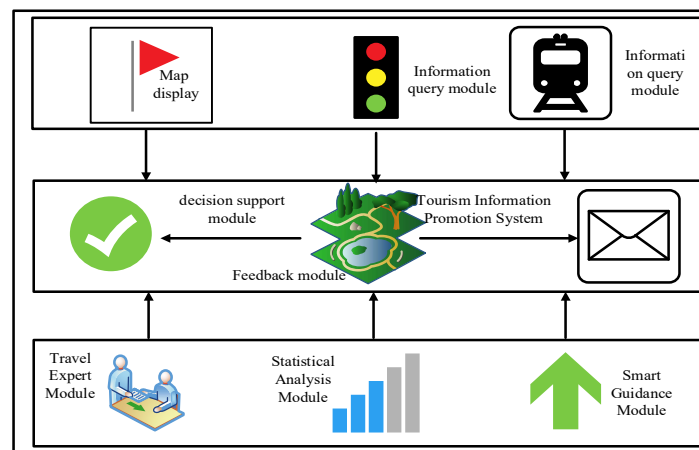 Map
display
Information
query module
Informati
on query
module
decision support
module
Tourism Information
Promotion System
Feedback module
Travel
Expert
Module
Statistical
Analysis
Module
Smart
Guidance
Module